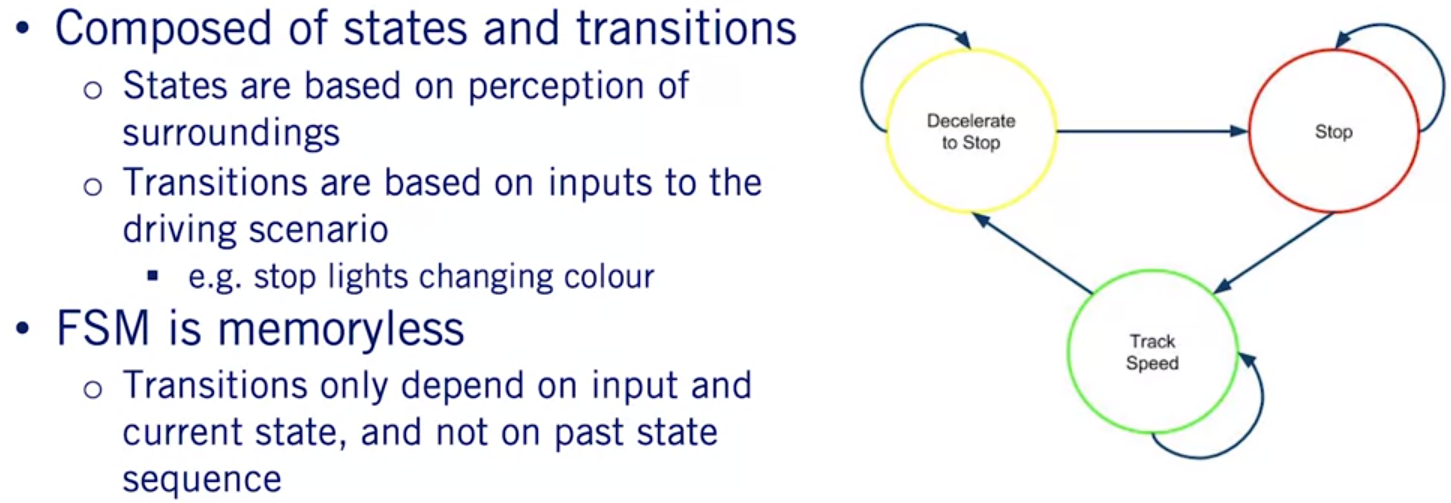 • Composed of states and transitions
○ States are based on perception of
surroundings
○ Transitions are based on inputs to the
driving scenario
▪ e.g. stop lights changing colour
• FSM is memoryless
○ Transitions only depend on input and
current state, and not on past state
sequence
Decelerate
to Stop
Stop
Track
Speed